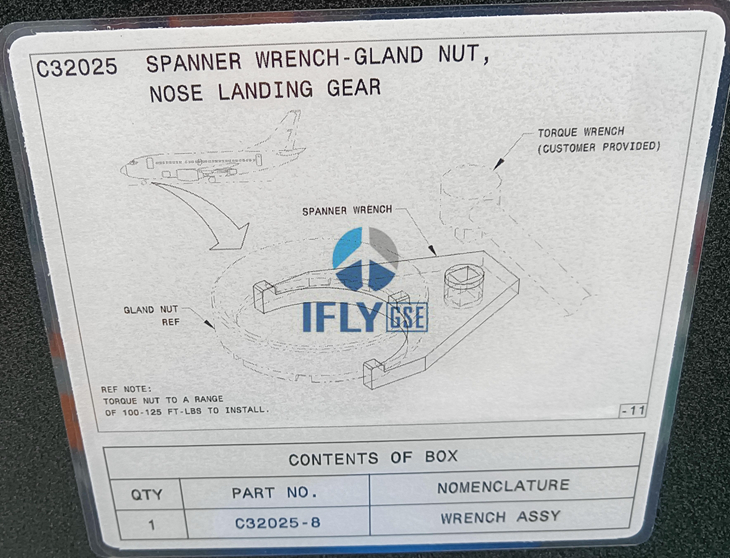 C32025 SPANNER WRENCH-GLAND NUT,
NOSE LANDING GEAR
TORQUE WRENCH
(CUSTOMER PROVIDED)
SPANNER WRENCH
IFLY GSE
GLAND NUT
REF
REF NOTE:
TORQUE NUT TO A RANGE
OF 100-125 FT-LBS TO INSTALL.
-11
CONTENTS OF BOX
QTY PART NO. NOMENCLATURE
1 C32025-8 WRENCH ASSY